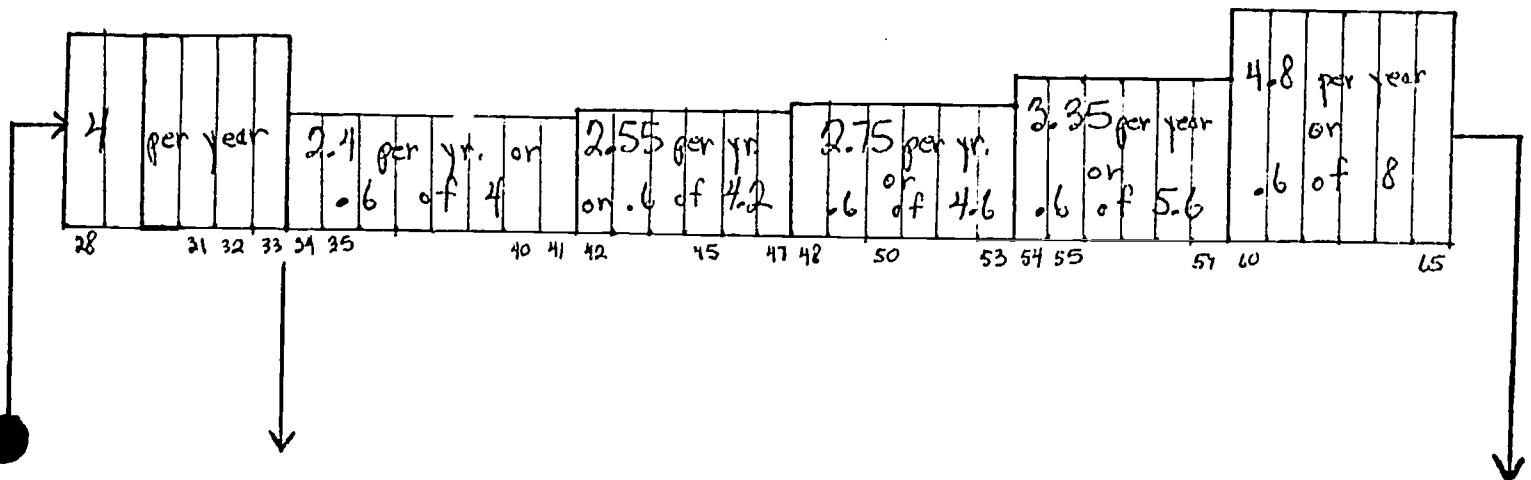 4 per year
2.4 per yr. or
.6 of 4
2.55 per yr
or .6 of 4.2
2.75 per yr.
or
.6 of 4.6
3.35 per year
or
.6 of 5.6
4.8 per year
or
.6 of 8
28 31 32 33 34 35 40 41 42 45 47 48 50 53 54 55 59 60 65